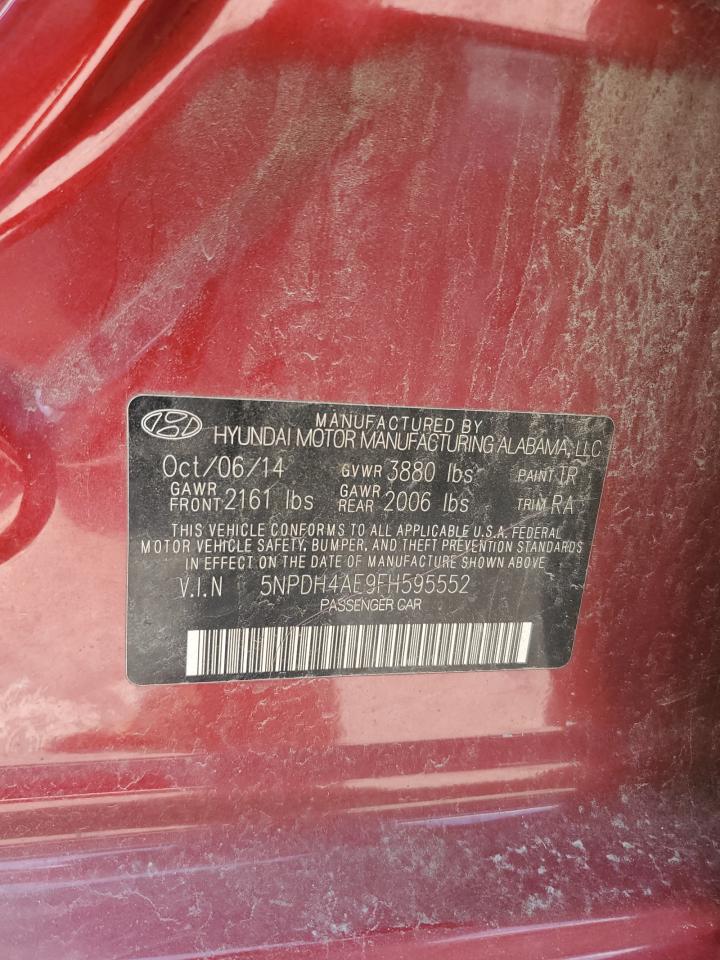 MANUFACTURED BY
HYUNDAI MOTOR MANUFACTURING ALABAMA, LLC
Oct/06/14 GVWR 3880 lbs PAINT TR
GAWR FRONT 2161 lbs GAWR REAR 2006 lbs TRIM RA
THIS VEHICLE CONFORMS TO ALL APPLICABLE U.S.A. FEDERAL
MOTOR VEHICLE SAFETY, BUMPER, AND THEFT PREVENTION STANDARDS
IN EFFECT ON THE DATE OF MANUFACTURE SHOWN ABOVE
V.I.N 5NPDH4AE9FH595552
PASSENGER CAR